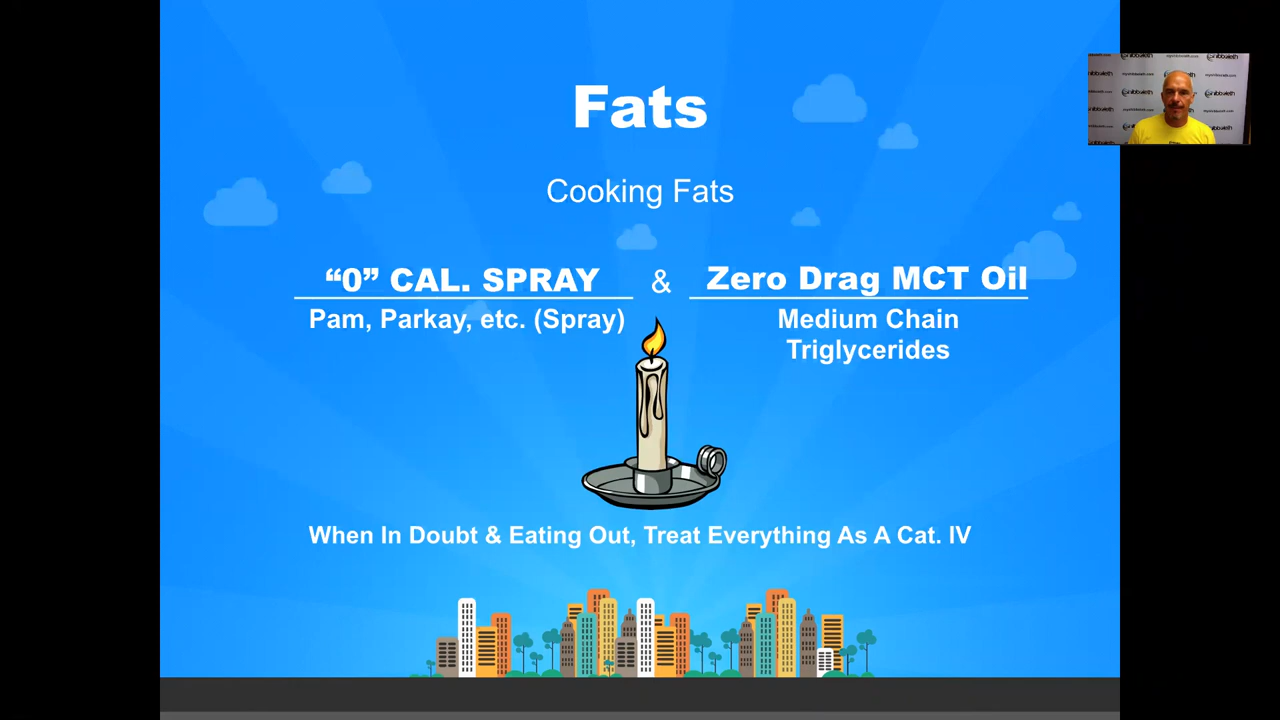 Fats
Cooking Fats
“0” CAL. SPRAY & Zero Drag MCT Oil
Pam, Parkay, etc. (Spray) Medium Chain
Triglycerides
When In Doubt & Eating Out, Treat Everything As A Cat. IV